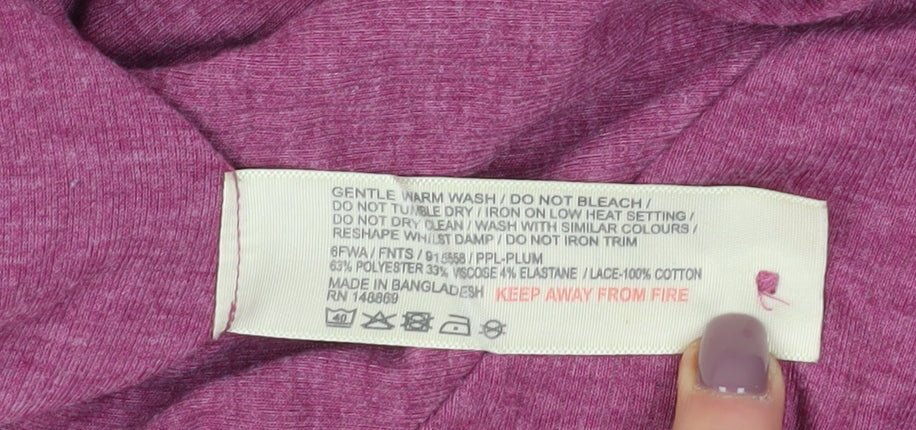 GENTLE WARM WASH / DO NOT BLEACH /
DO NOT TUMBLE DRY / IRON ON LOW HEAT SETTING /
DO NOT DRY CLEAN / WASH WITH SIMILAR COLOURS /
RESHAPE WHILST DAMP / DO NOT IRON TRIM
6FWA / FNTS / / PPL-PLUM
63% POLYESTER 33% VISCOSE 4% ELASTANE / LACE-100% COTTON
MADE IN BANGLADESH KEEP AWAY FROM FIRE
RN 148869
40